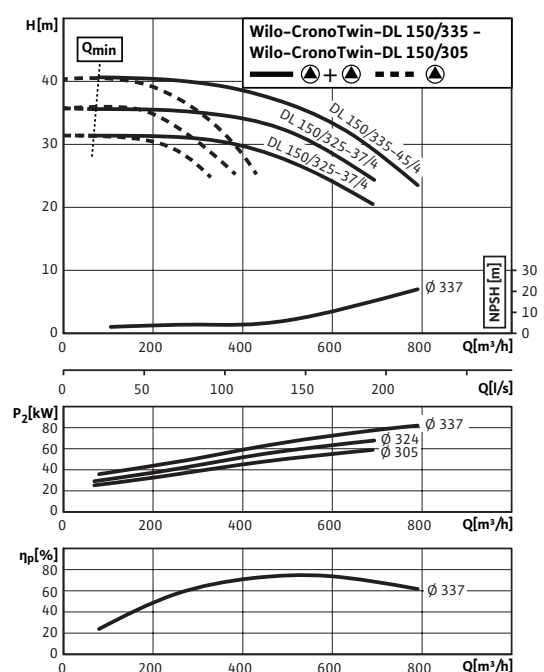 H[m]
Wilo-CronoTwin-DL 150/335 –
Wilo-CronoTwin-DL 150/305
+
Qmin
40
30
20
10
0
DL 150/335-45/4
DL 150/325-37/4
DL 150/325-37/4
Ø 337
NPSH [m]
30
20
10
0
0 200 400 600 800 Q[m³/h]
0 50 100 150 200 Q[l/s]
P₂[kW]
80
60
40
20
0
Ø 337
Ø 324
Ø 305
0 200 400 600 800 Q[m³/h]
ηp[%]
80
60
40
20
0
Ø 337
0 200 400 600 800 Q[m³/h]